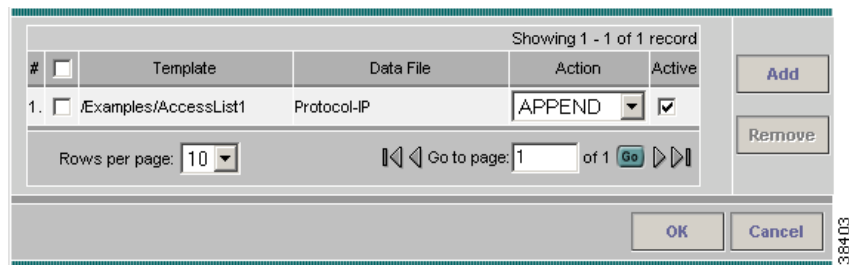 Showing 1 - 1 of 1 record
# Template Data File Action Active
Add
1. /Examples/AccessList1 Protocol-IP APPEND
Remove
Rows per page: 10 Go to page: 1 of 1 Go
OK Cancel
38403